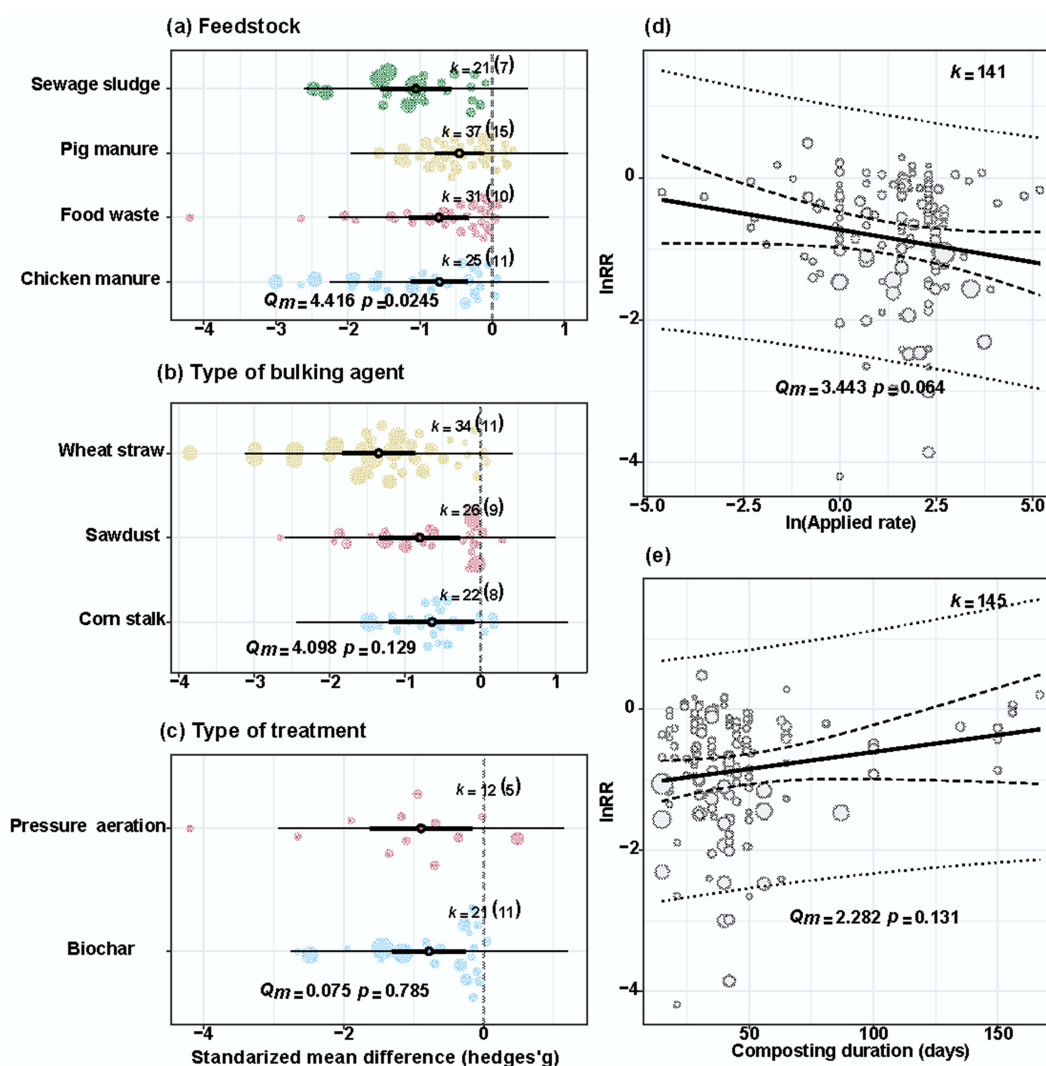 (a) Feedstock
Sewage sludge
k = 21 (7)
Pig manure
k = 37 (15)
Food waste
k = 31 (10)
Chicken manure
k = 25 (11)
Qm = 4.416 p = 0.0245
−4 −3 −2 −1 0 1
(b) Type of bulking agent
Wheat straw
k = 34 (11)
Sawdust
k = 26 (9)
Corn stalk
k = 22 (8)
Qm = 4.098 p = 0.129
−4 −3 −2 −1 0 1
(c) Type of treatment
Pressure aeration
k = 12 (5)
Biochar
k = 21 (11)
Qm = 0.075 p = 0.785
−4 −2 0
Standarized mean difference (hedges'g)
(d)
k = 141
lnRR
0
−2
−4
Qm = 3.443 p = 0.064
−5.0 −2.5 0.0 2.5 5.0
ln(Applied rate)
(e)
k = 145
lnRR
0
−2
−4
Qm = 2.282 p = 0.131
50 100 150
Composting duration (days)